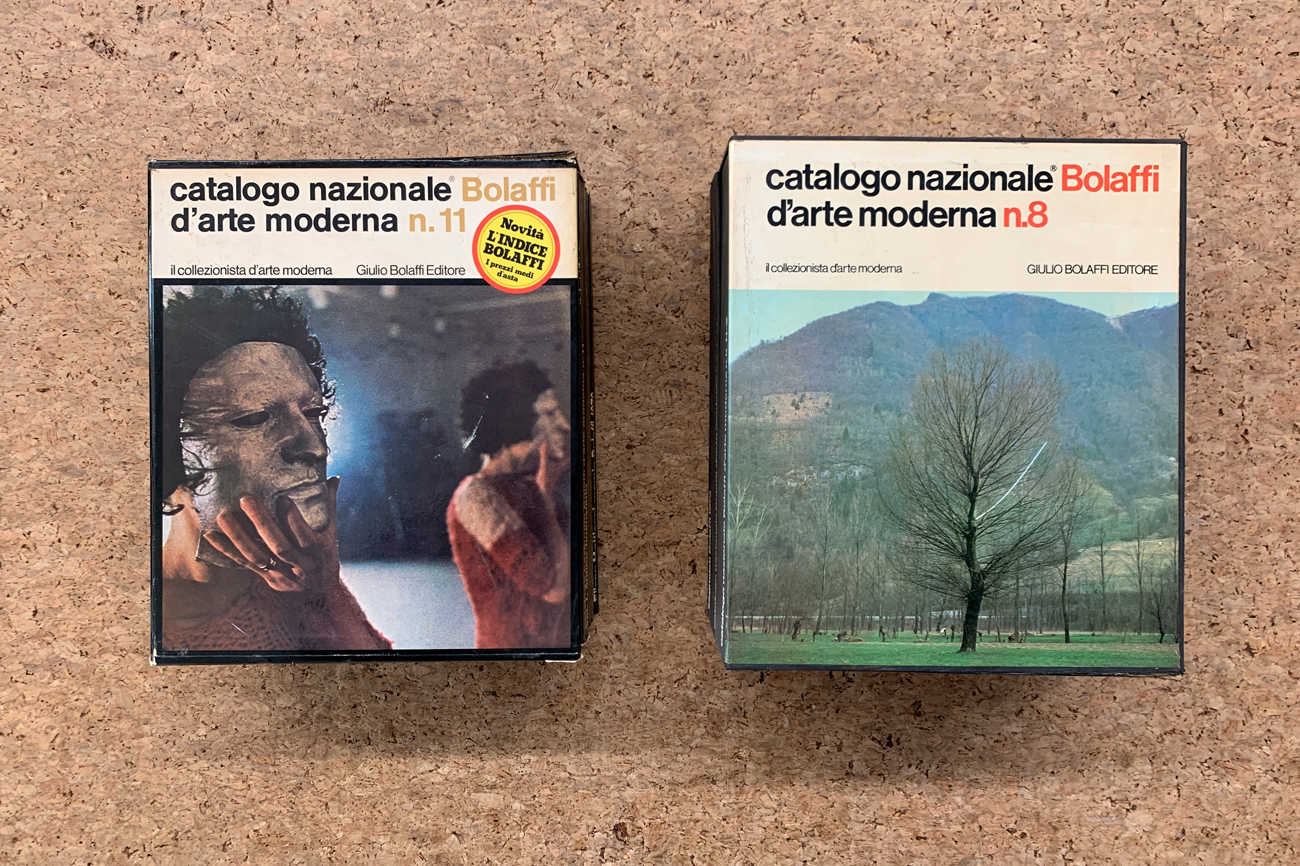 catalogo nazionale® Bolaffi
d'arte moderna n. 11
Novità
L'INDICE
BOLAFFI
I prezzi medi
d'asta
il collezionista d'arte moderna Giulio Bolaffi Editore
catalogo nazionale® Bolaffi
d'arte moderna n.8
il collezionista d'arte moderna GIULIO BOLAFFI EDITORE